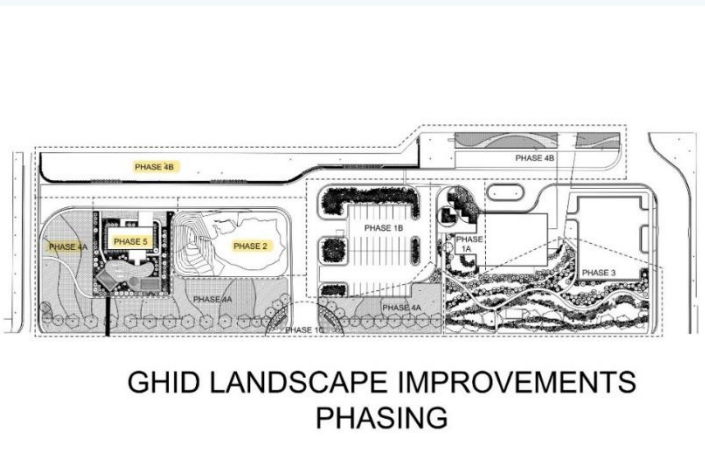 PHASE 4B
PHASE 4B
PHASE 1B
PHASE 4A
PHASE 5
PHASE 2
PHASE
1A
PHASE 3
PHASE 4A
PHASE 4A
PHASE 1C
GHID LANDSCAPE IMPROVEMENTS
PHASING